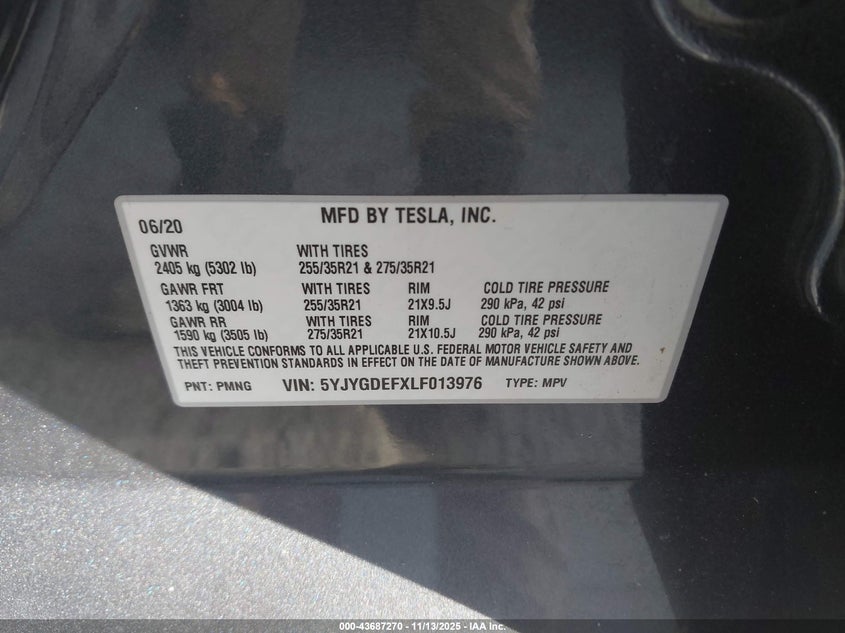 06/20 MFD BY TESLA, INC.
GVWR WITH TIRES
2405 kg (5302 lb) 255/35R21 & 275/35R21
GAWR FRT WITH TIRES RIM COLD TIRE PRESSURE
1363 kg (3004 lb) 255/35R21 21X9.5J 290 kPa, 42 psi
GAWR RR WITH TIRES RIM COLD TIRE PRESSURE
1590 kg (3505 lb) 275/35R21 21X10.5J 290 kPa, 42 psi
THIS VEHICLE CONFORMS TO ALL APPLICABLE U.S. FEDERAL MOTOR VEHICLE SAFETY AND
THEFT PREVENTION STANDARDS IN EFFECT ON THE DATE OF MANUFACTURE SHOWN ABOVE.
PNT: PMNG VIN: 5YJYGDEFXLF013976 TYPE: MPV
000-43687270 - 11/13/2025 - IAA Inc.